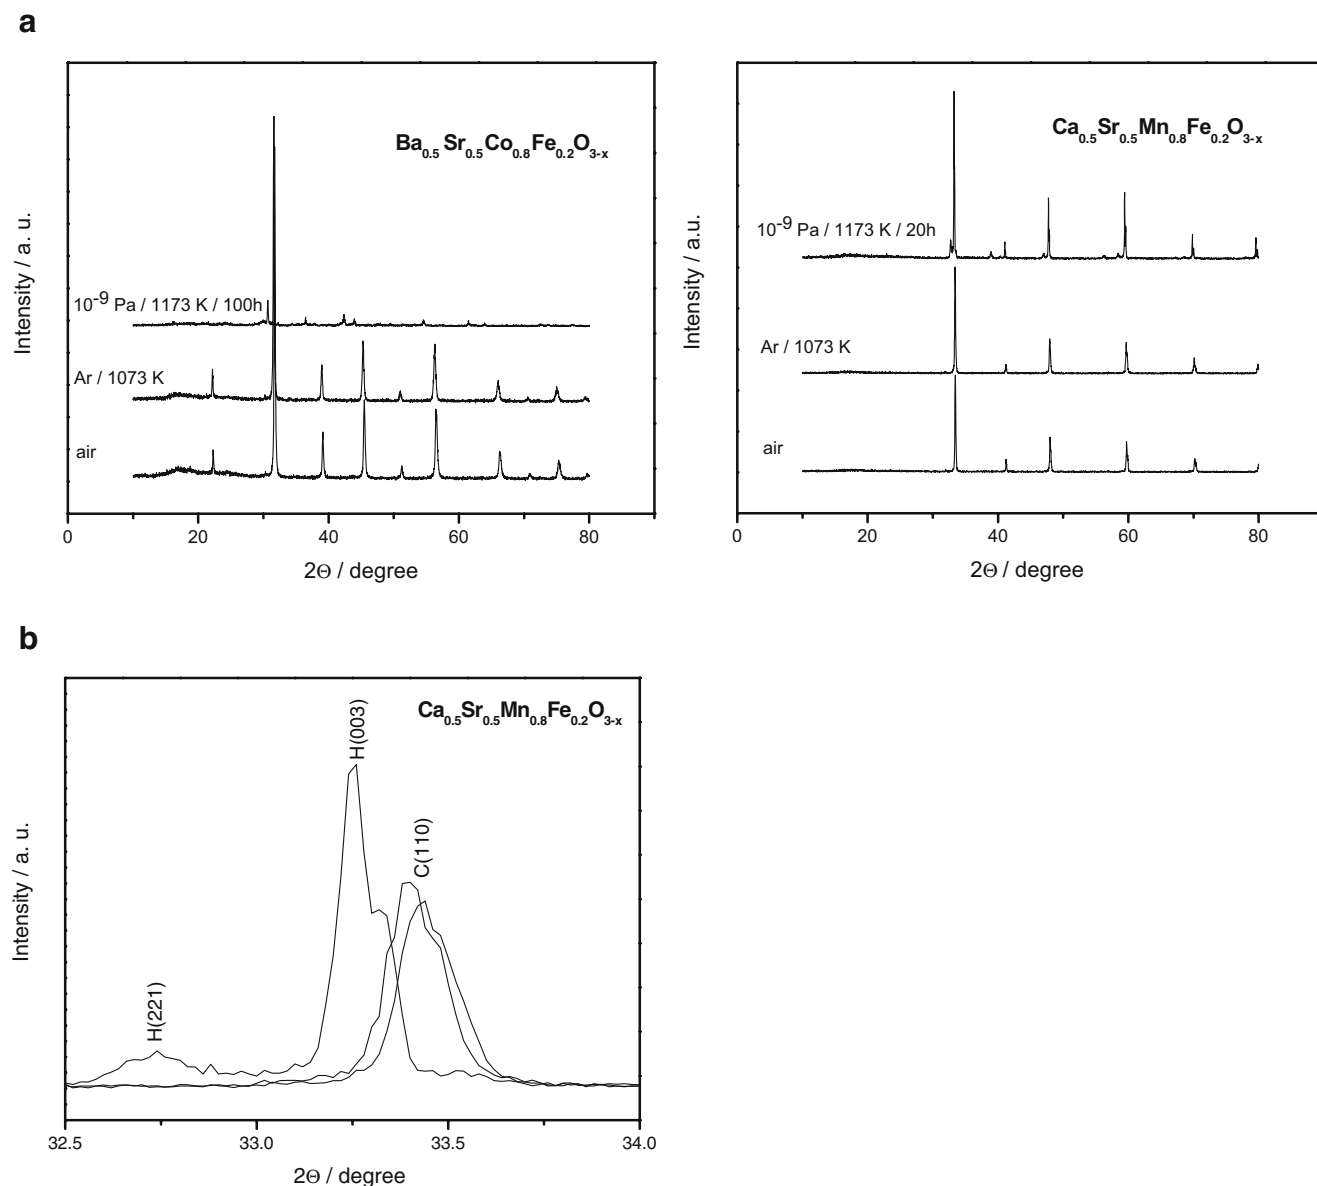 a
Ba0.5Sr0.5Co0.8Fe0.2O3-x
10-9 Pa / 1173 K / 100h
Ar / 1073 K
air
Intensity / a. u.
0 20 40 60 80
2Θ / degree
Ca0.5Sr0.5Mn0.8Fe0.2O3-x
10-9 Pa / 1173 K / 20h
Ar / 1073 K
air
Intensity / a.u.
0 20 40 60 80
2Θ / degree
b
Ca0.5Sr0.5Mn0.8Fe0.2O3-x
H(003)
C(110)
H(221)
Intensity / a. u.
32.5 33.0 33.5 34.0
2Θ / degree